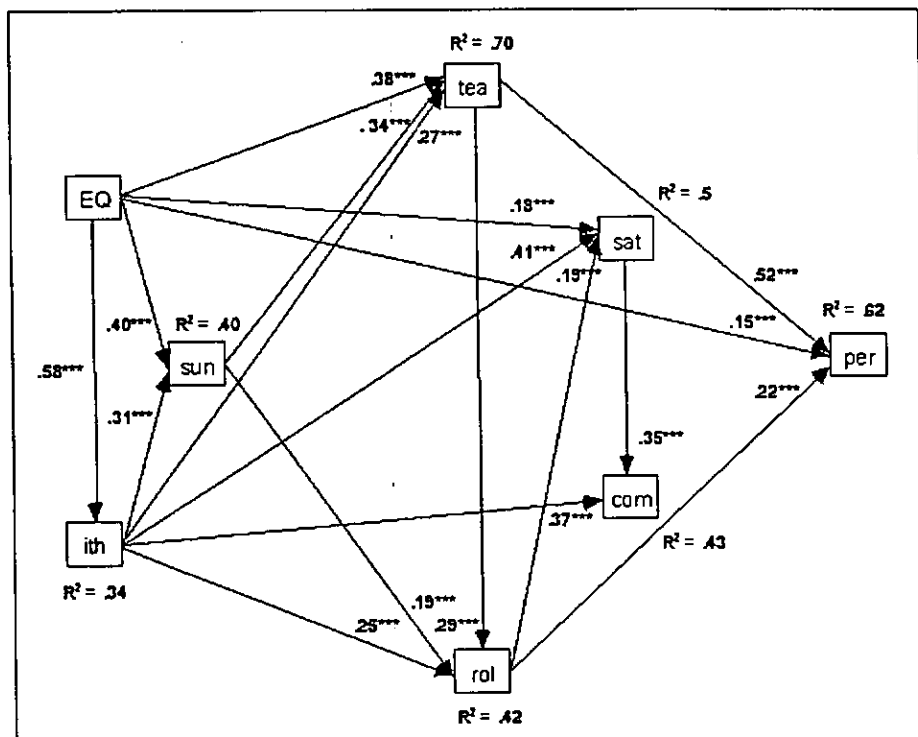 R² = .70
.38***
tea
.34***
.27***
EQ
R² = .5
.18***
sat
.41***
.19***
.52***
.40***
R² = .40
.15***
R² = .62
sun
per
.58***
.22***
.31***
.35***
com
.37***
ith
R² = .43
R² = .34
.19***
.25***
.29***
rol
R² = .42